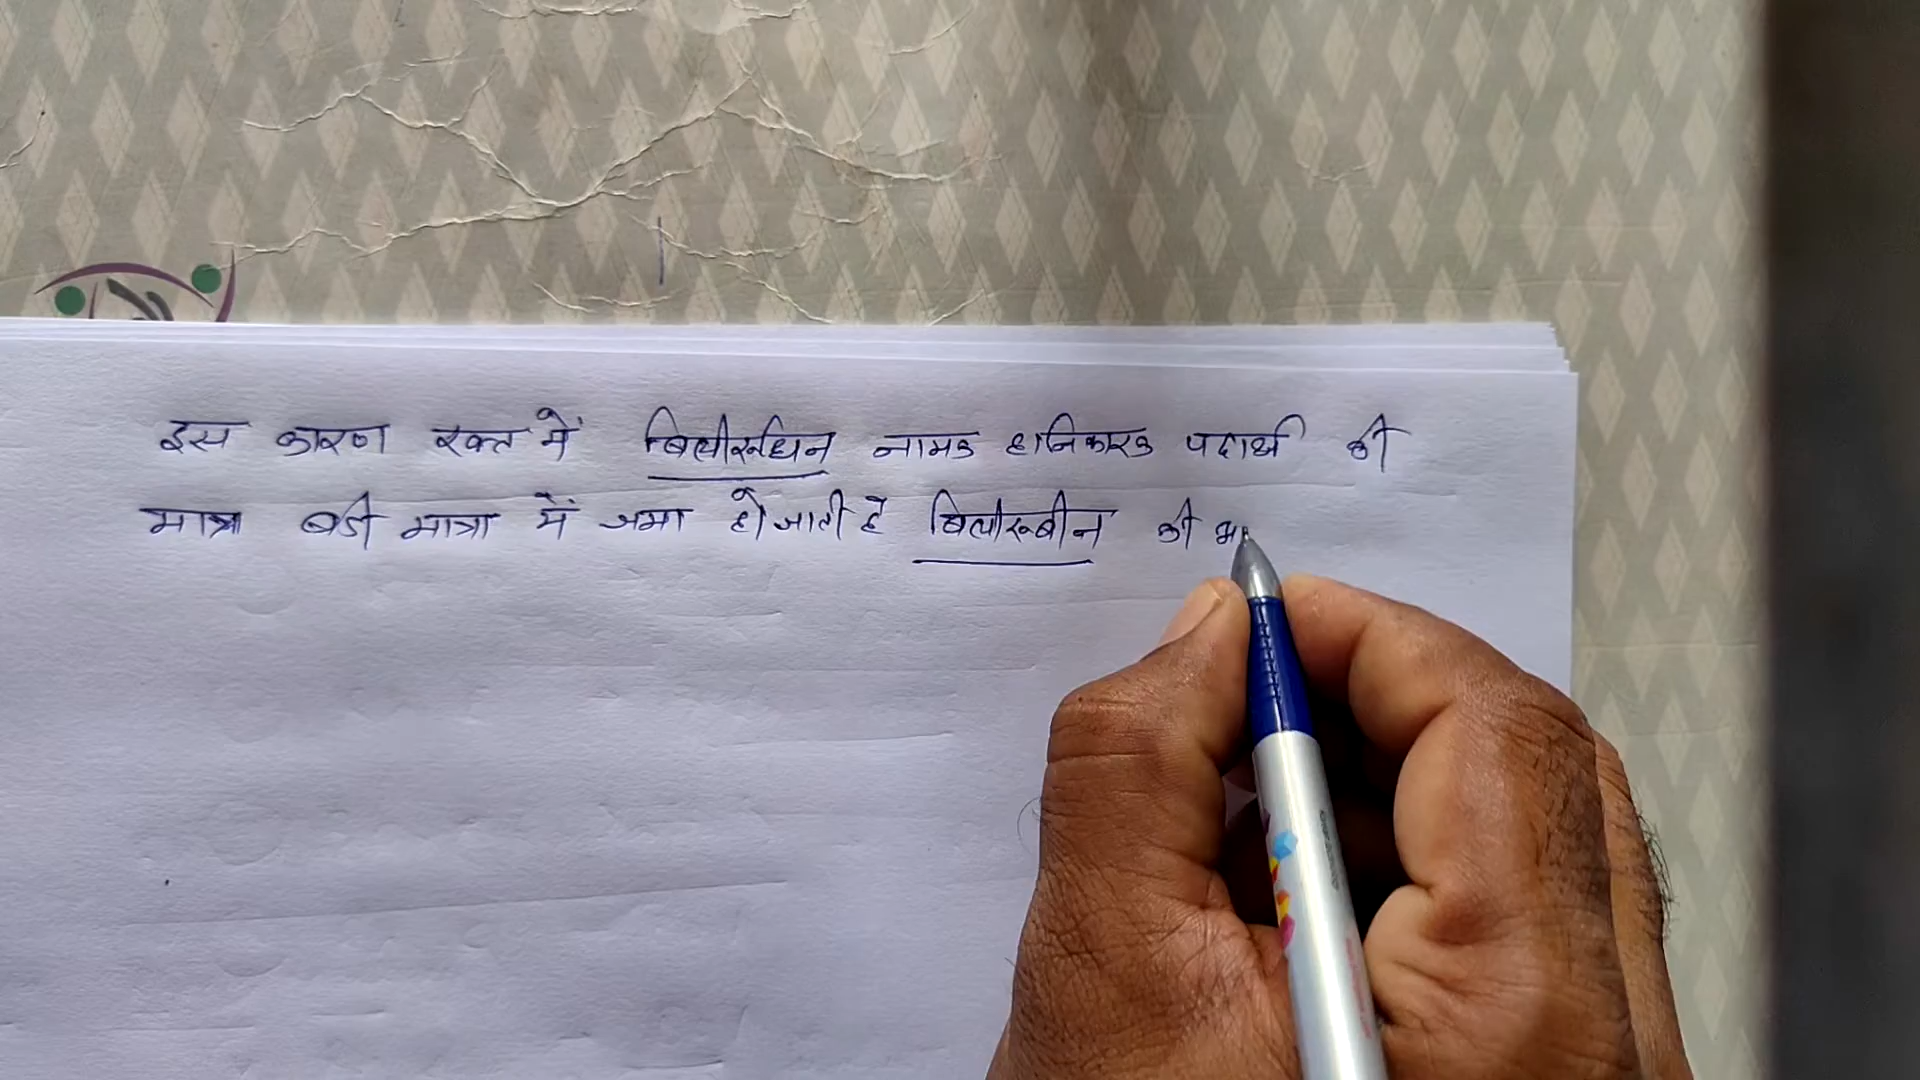 इस कारण रक्त में बिलीरूधिन नामक हानिकारक पदार्थ की
मात्रा बडी मात्रा में जमा हो जाती है बिलीरूबीन की